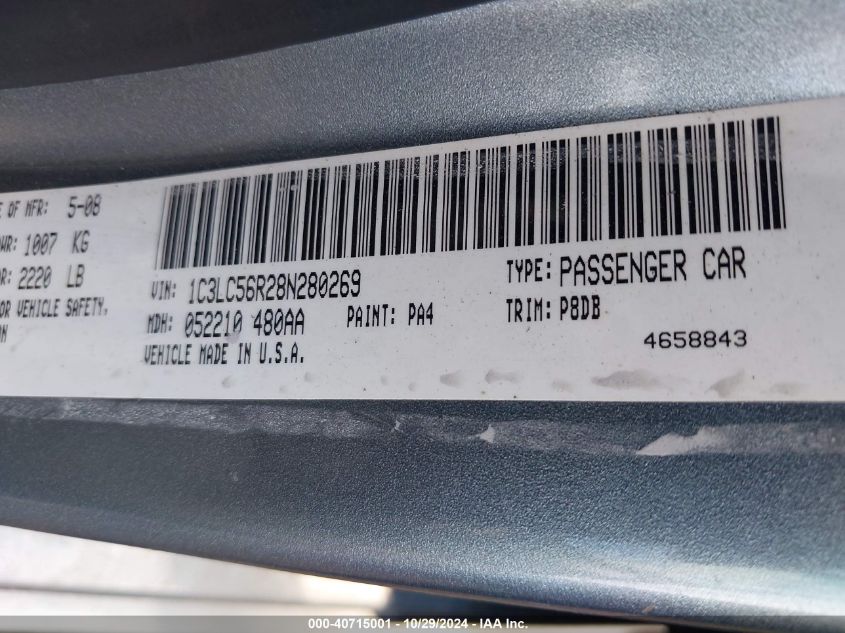 E OF MFR: 5-08
WR: 1007 KG
R: 2220 LB
OR VEHICLE SAFETY,
ON
VIN: 1C3LC56R28N280269
TYPE: PASSENGER CAR
MDH: 052210 480AA PAINT: PA4 TRIM: P8DB
VEHICLE MADE IN U.S.A.
4658843
000-40715001 - 10/29/2024 - IAA Inc.